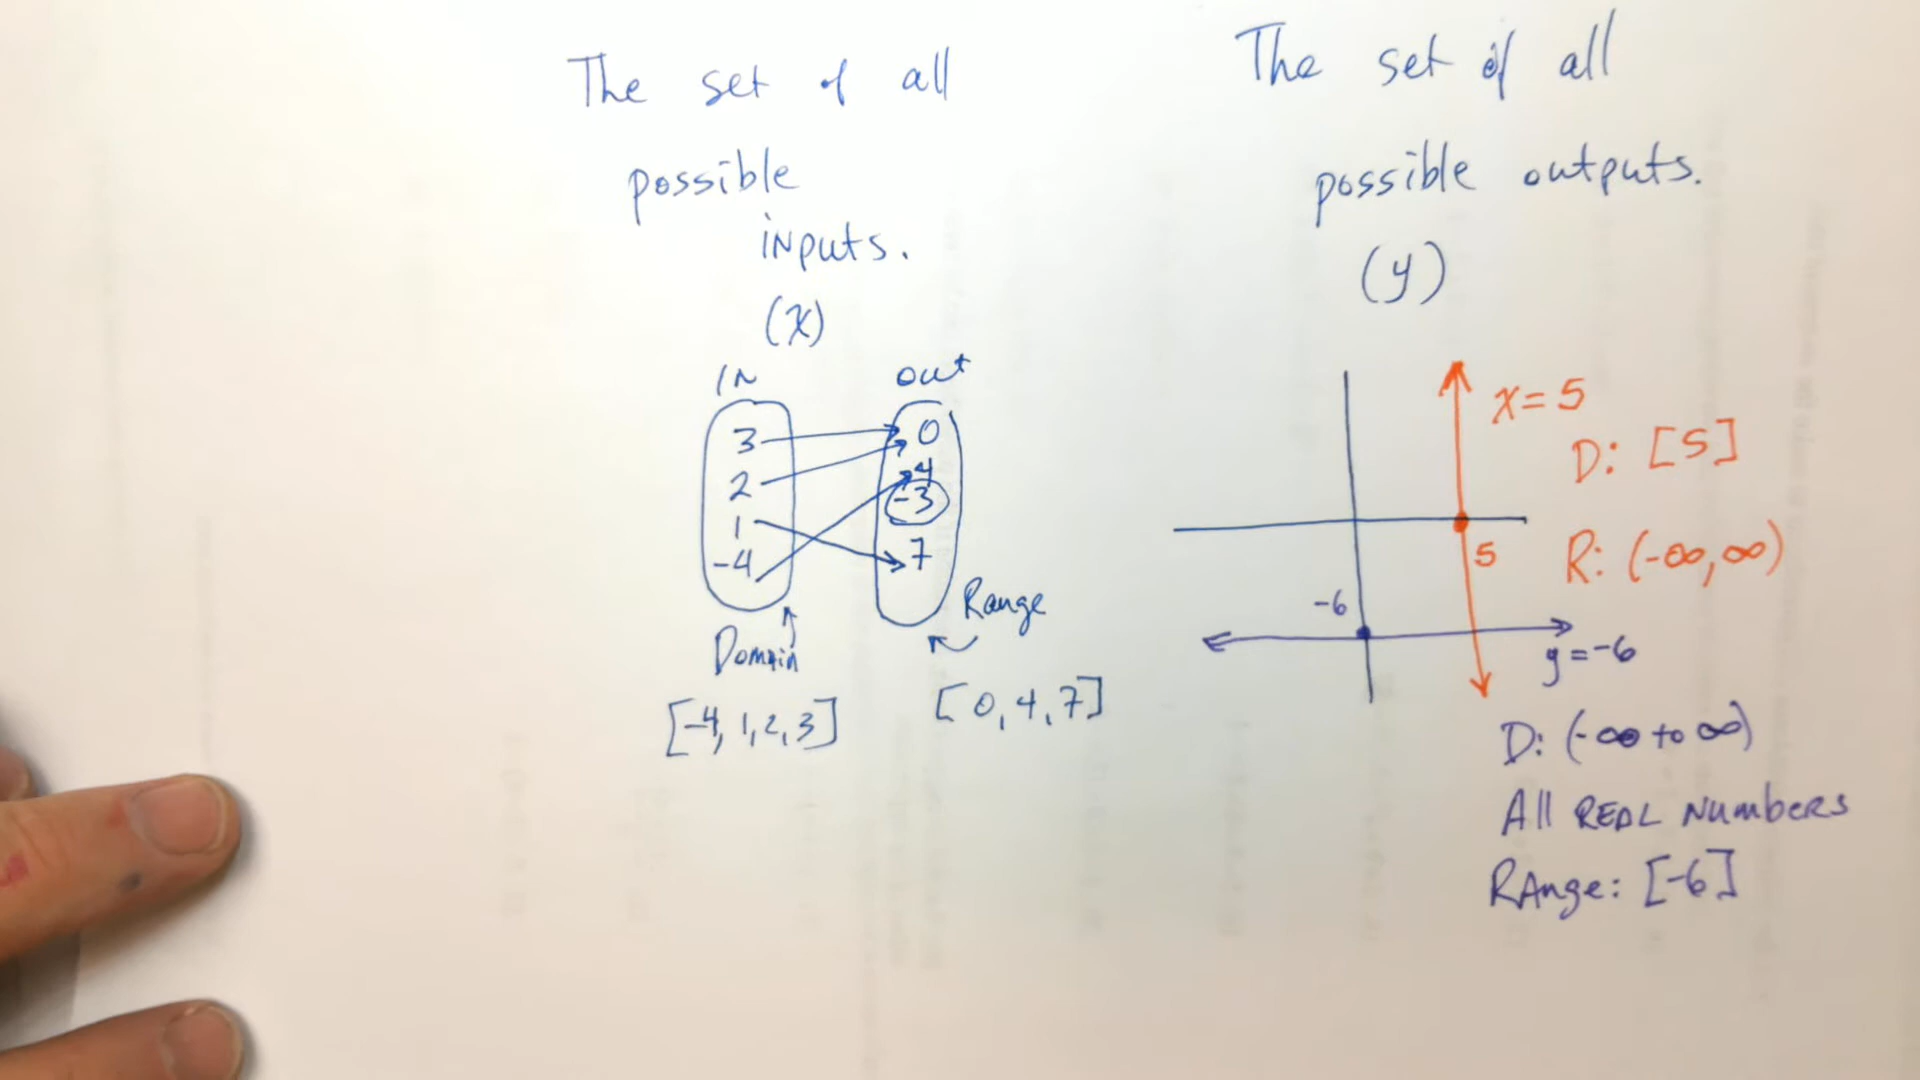 The set of all
possible
inputs.
(x)
IN
3
2
1
-4
Domain
[-4, 1, 2, 3]
out
0
4
-3
7
Range
[0, 4, 7]
The set of all
possible outputs.
(y)
x = 5
D: [5]
5
R: (-∞, ∞)
-6
y = -6
D: (-∞ to ∞)
All REAL NumbeRS
RAnge: [-6]